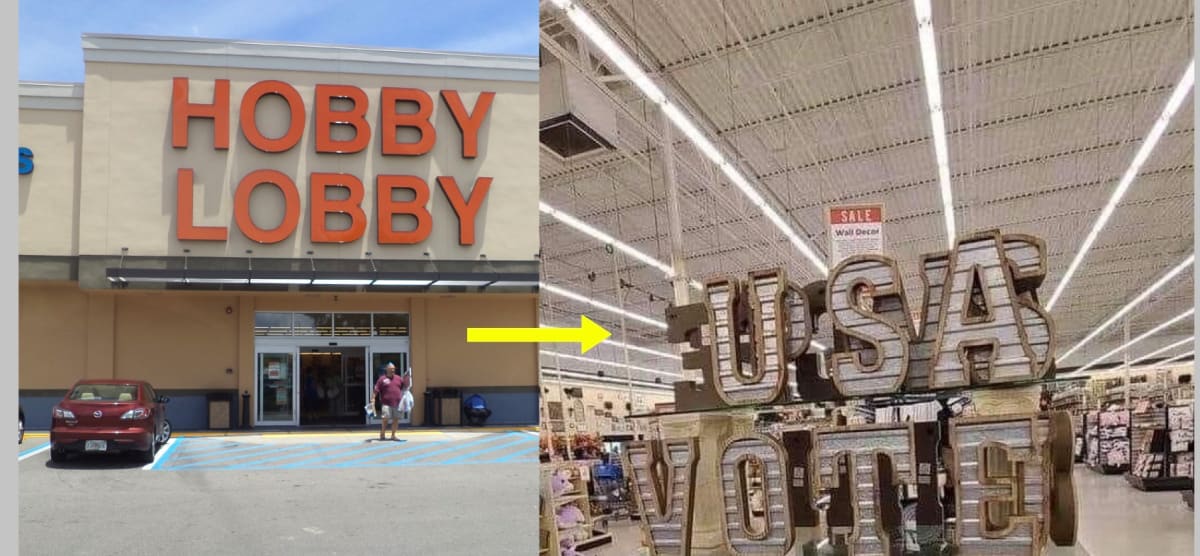 HOBBY
LOBBY
s
SALE
Wall Decor
USA
VOTE